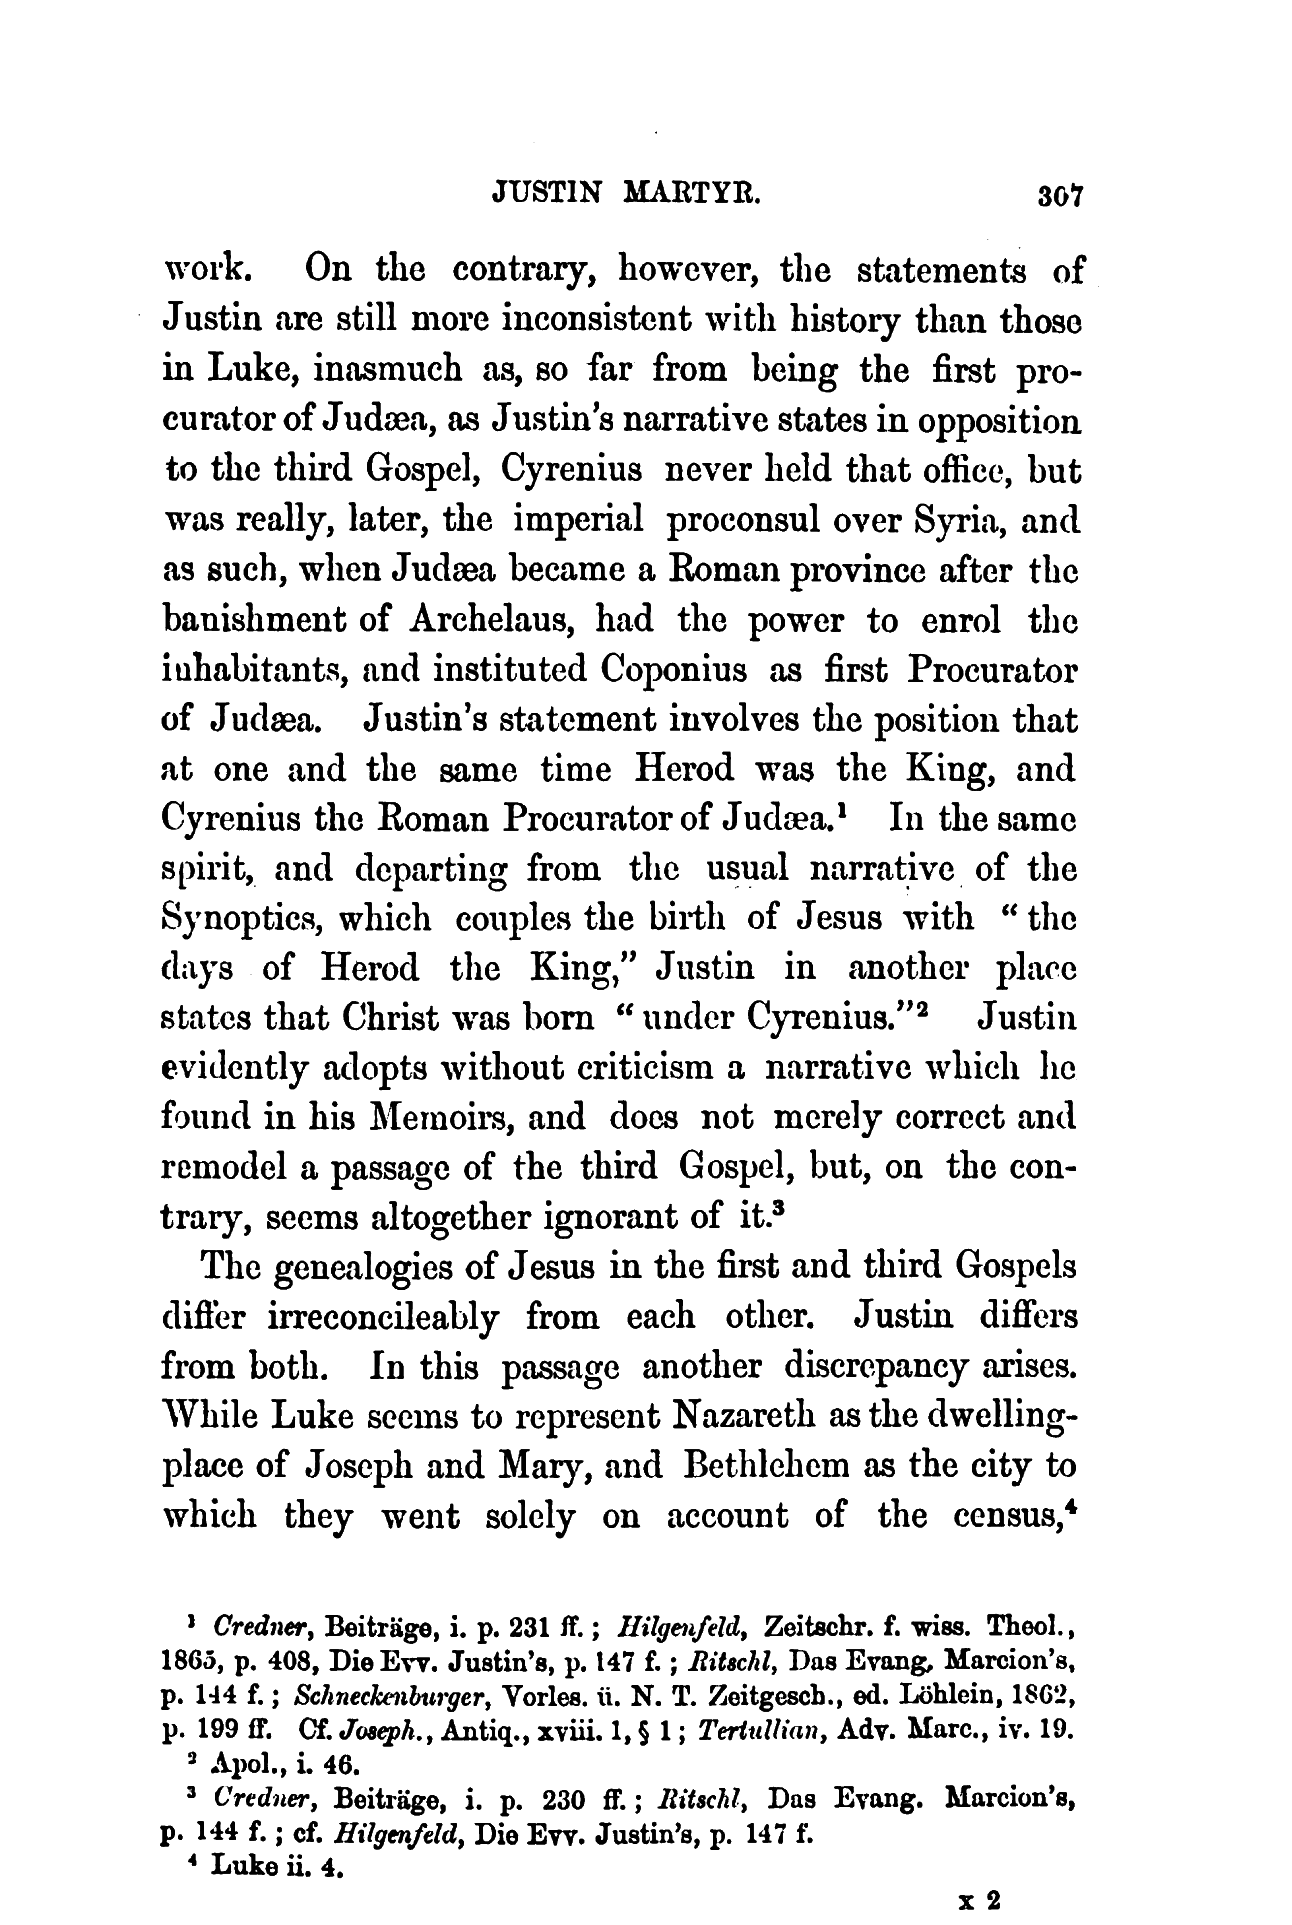 JUSTIN MARTYR. 307
work. On the contrary, however, the statements of
Justin are still more inconsistent with history than those
in Luke, inasmuch as, so far from being the first pro-
curator of Judæa, as Justin's narrative states in opposition
to the third Gospel, Cyrenius never held that office, but
was really, later, the imperial proconsul over Syria, and
as such, when Judæa became a Roman province after the
banishment of Archelaus, had the power to enrol the
inhabitants, and instituted Coponius as first Procurator
of Judæa. Justin's statement involves the position that
at one and the same time Herod was the King, and
Cyrenius the Roman Procurator of Judæa.¹ In the same
spirit, and departing from the usual narrative of the
Synoptics, which couples the birth of Jesus with “the
days of Herod the King,” Justin in another place
states that Christ was born “under Cyrenius.”² Justin
evidently adopts without criticism a narrative which he
found in his Memoirs, and does not merely correct and
remodel a passage of the third Gospel, but, on the con-
trary, seems altogether ignorant of it.³
The genealogies of Jesus in the first and third Gospels
differ irreconcileably from each other. Justin differs
from both. In this passage another discrepancy arises.
While Luke seems to represent Nazareth as the dwelling-
place of Joseph and Mary, and Bethlehem as the city to
which they went solely on account of the census,⁴
¹ Credner, Beiträge, i. p. 231 ff.; Hilgenfeld, Zeitschr. f. wiss. Theol.,
1865, p. 408, Die Evv. Justin's, p. 147 f.; Ritschl, Das Evang. Marcion's,
p. 144 f.; Schneckenburger, Vorles. ü. N. T. Zeitgesch., ed. Löhlein, 1862,
p. 199 ff. Cf. Joseph., Antiq., xviii. 1, § 1; Tertullian, Adv. Marc., iv. 19.
² Apol., i. 46.
³ Credner, Beiträge, i. p. 230 ff.; Ritschl, Das Evang. Marcion's,
p. 144 f.; cf. Hilgenfeld, Die Evv. Justin's, p. 147 f.
⁴ Luke ii. 4.
x 2